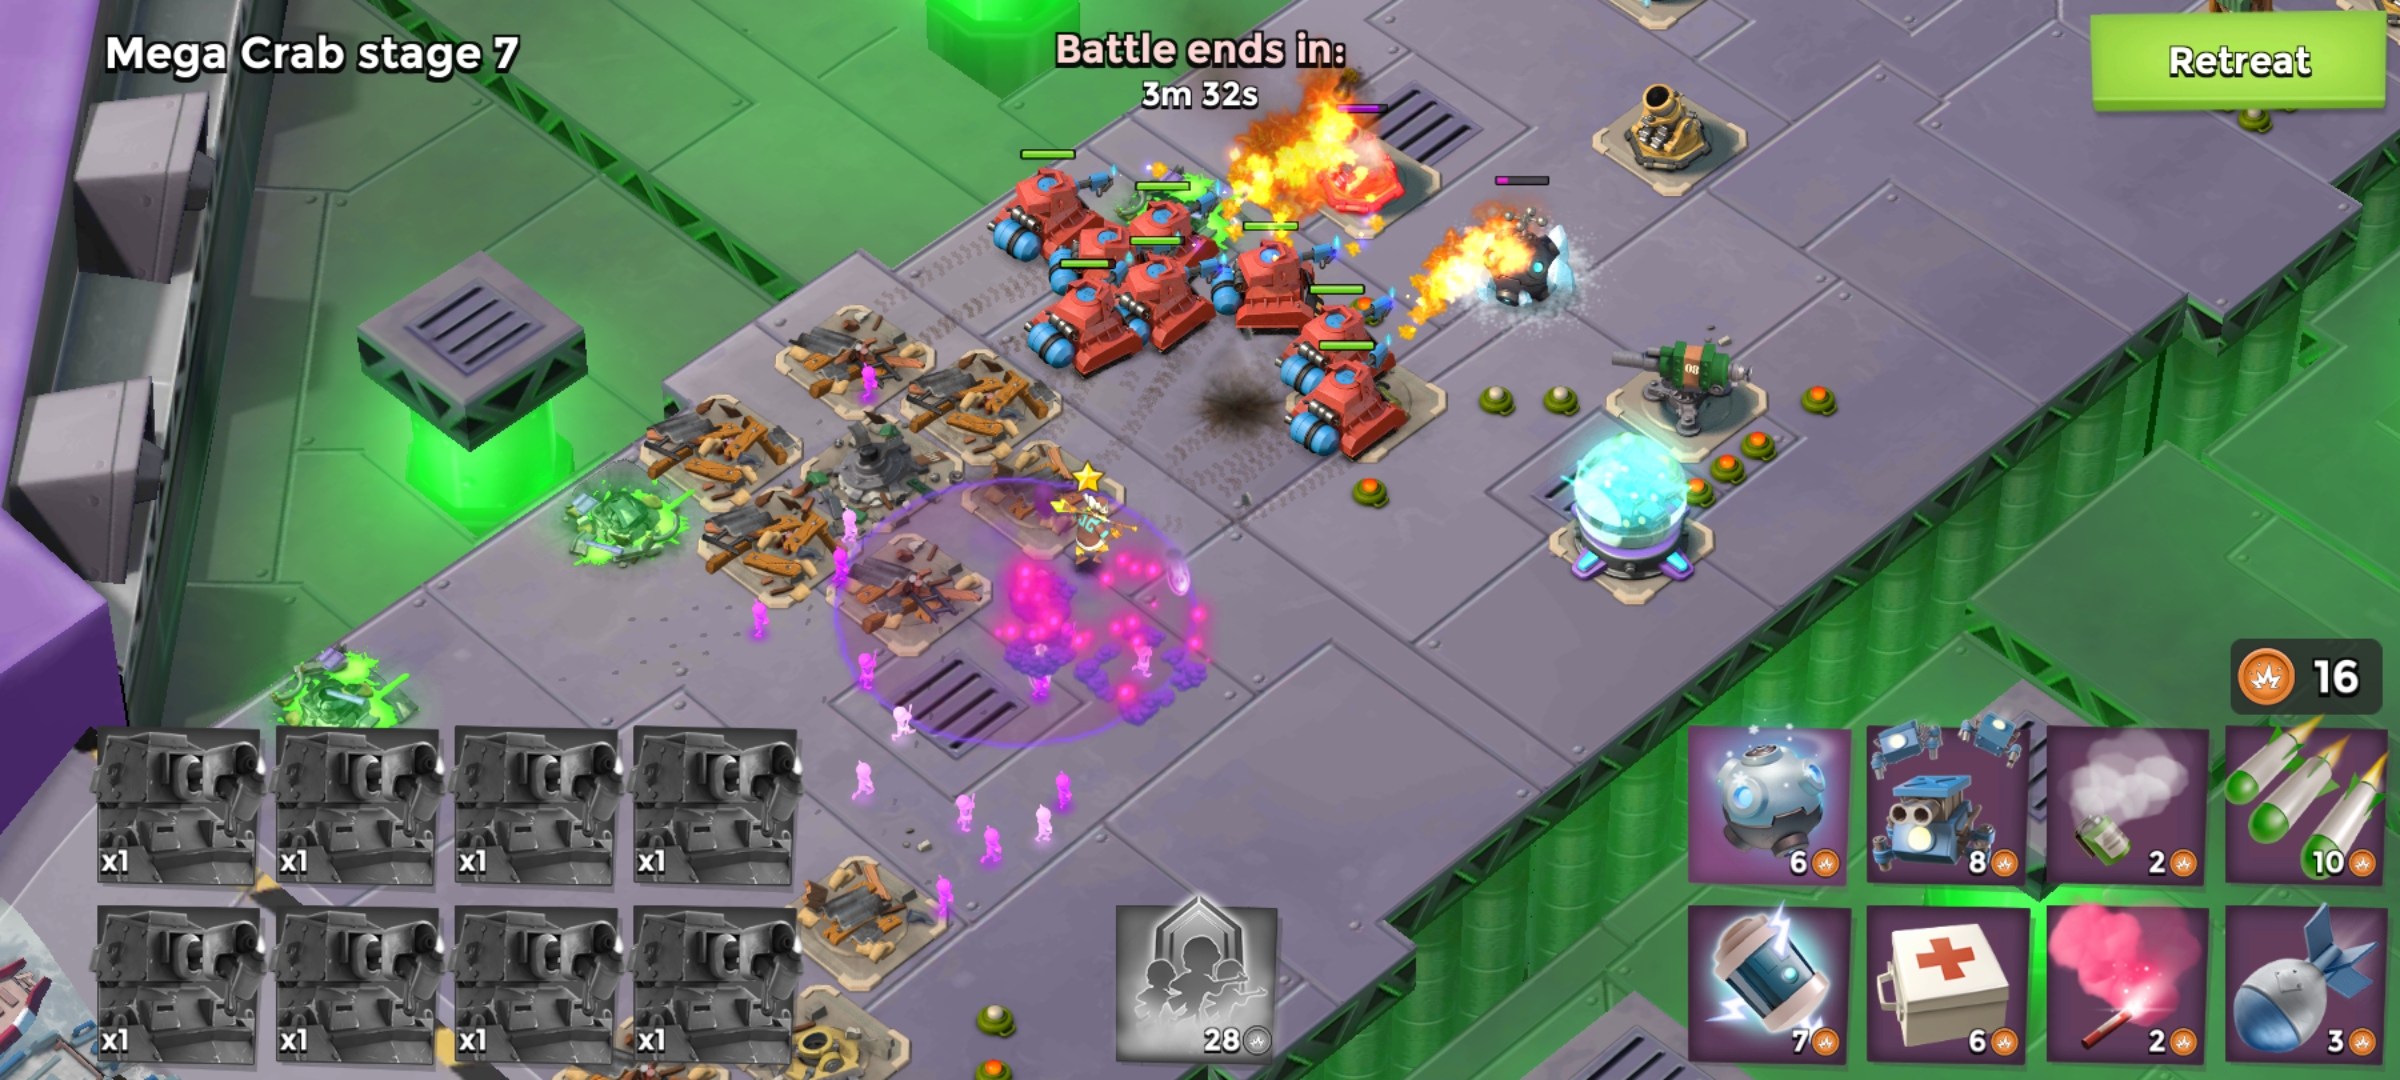 Mega Crab stage 7
Battle ends in:
3m 32s
Retreat
08
16
x1
x1
x1
x1
6
8
2
10
x1
x1
x1
x1
28
7
6
2
3